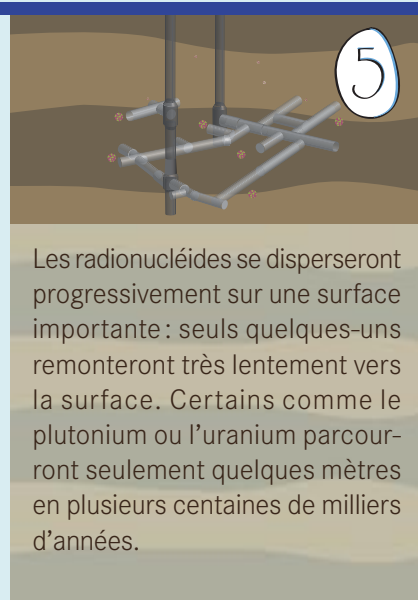 5
Les radionucléides se disperseront
progressivement sur une surface
importante : seuls quelques-uns
remonteront très lentement vers
la surface. Certains comme le
plutonium ou l’uranium parcour-
ront seulement quelques mètres
en plusieurs centaines de milliers
d’années.